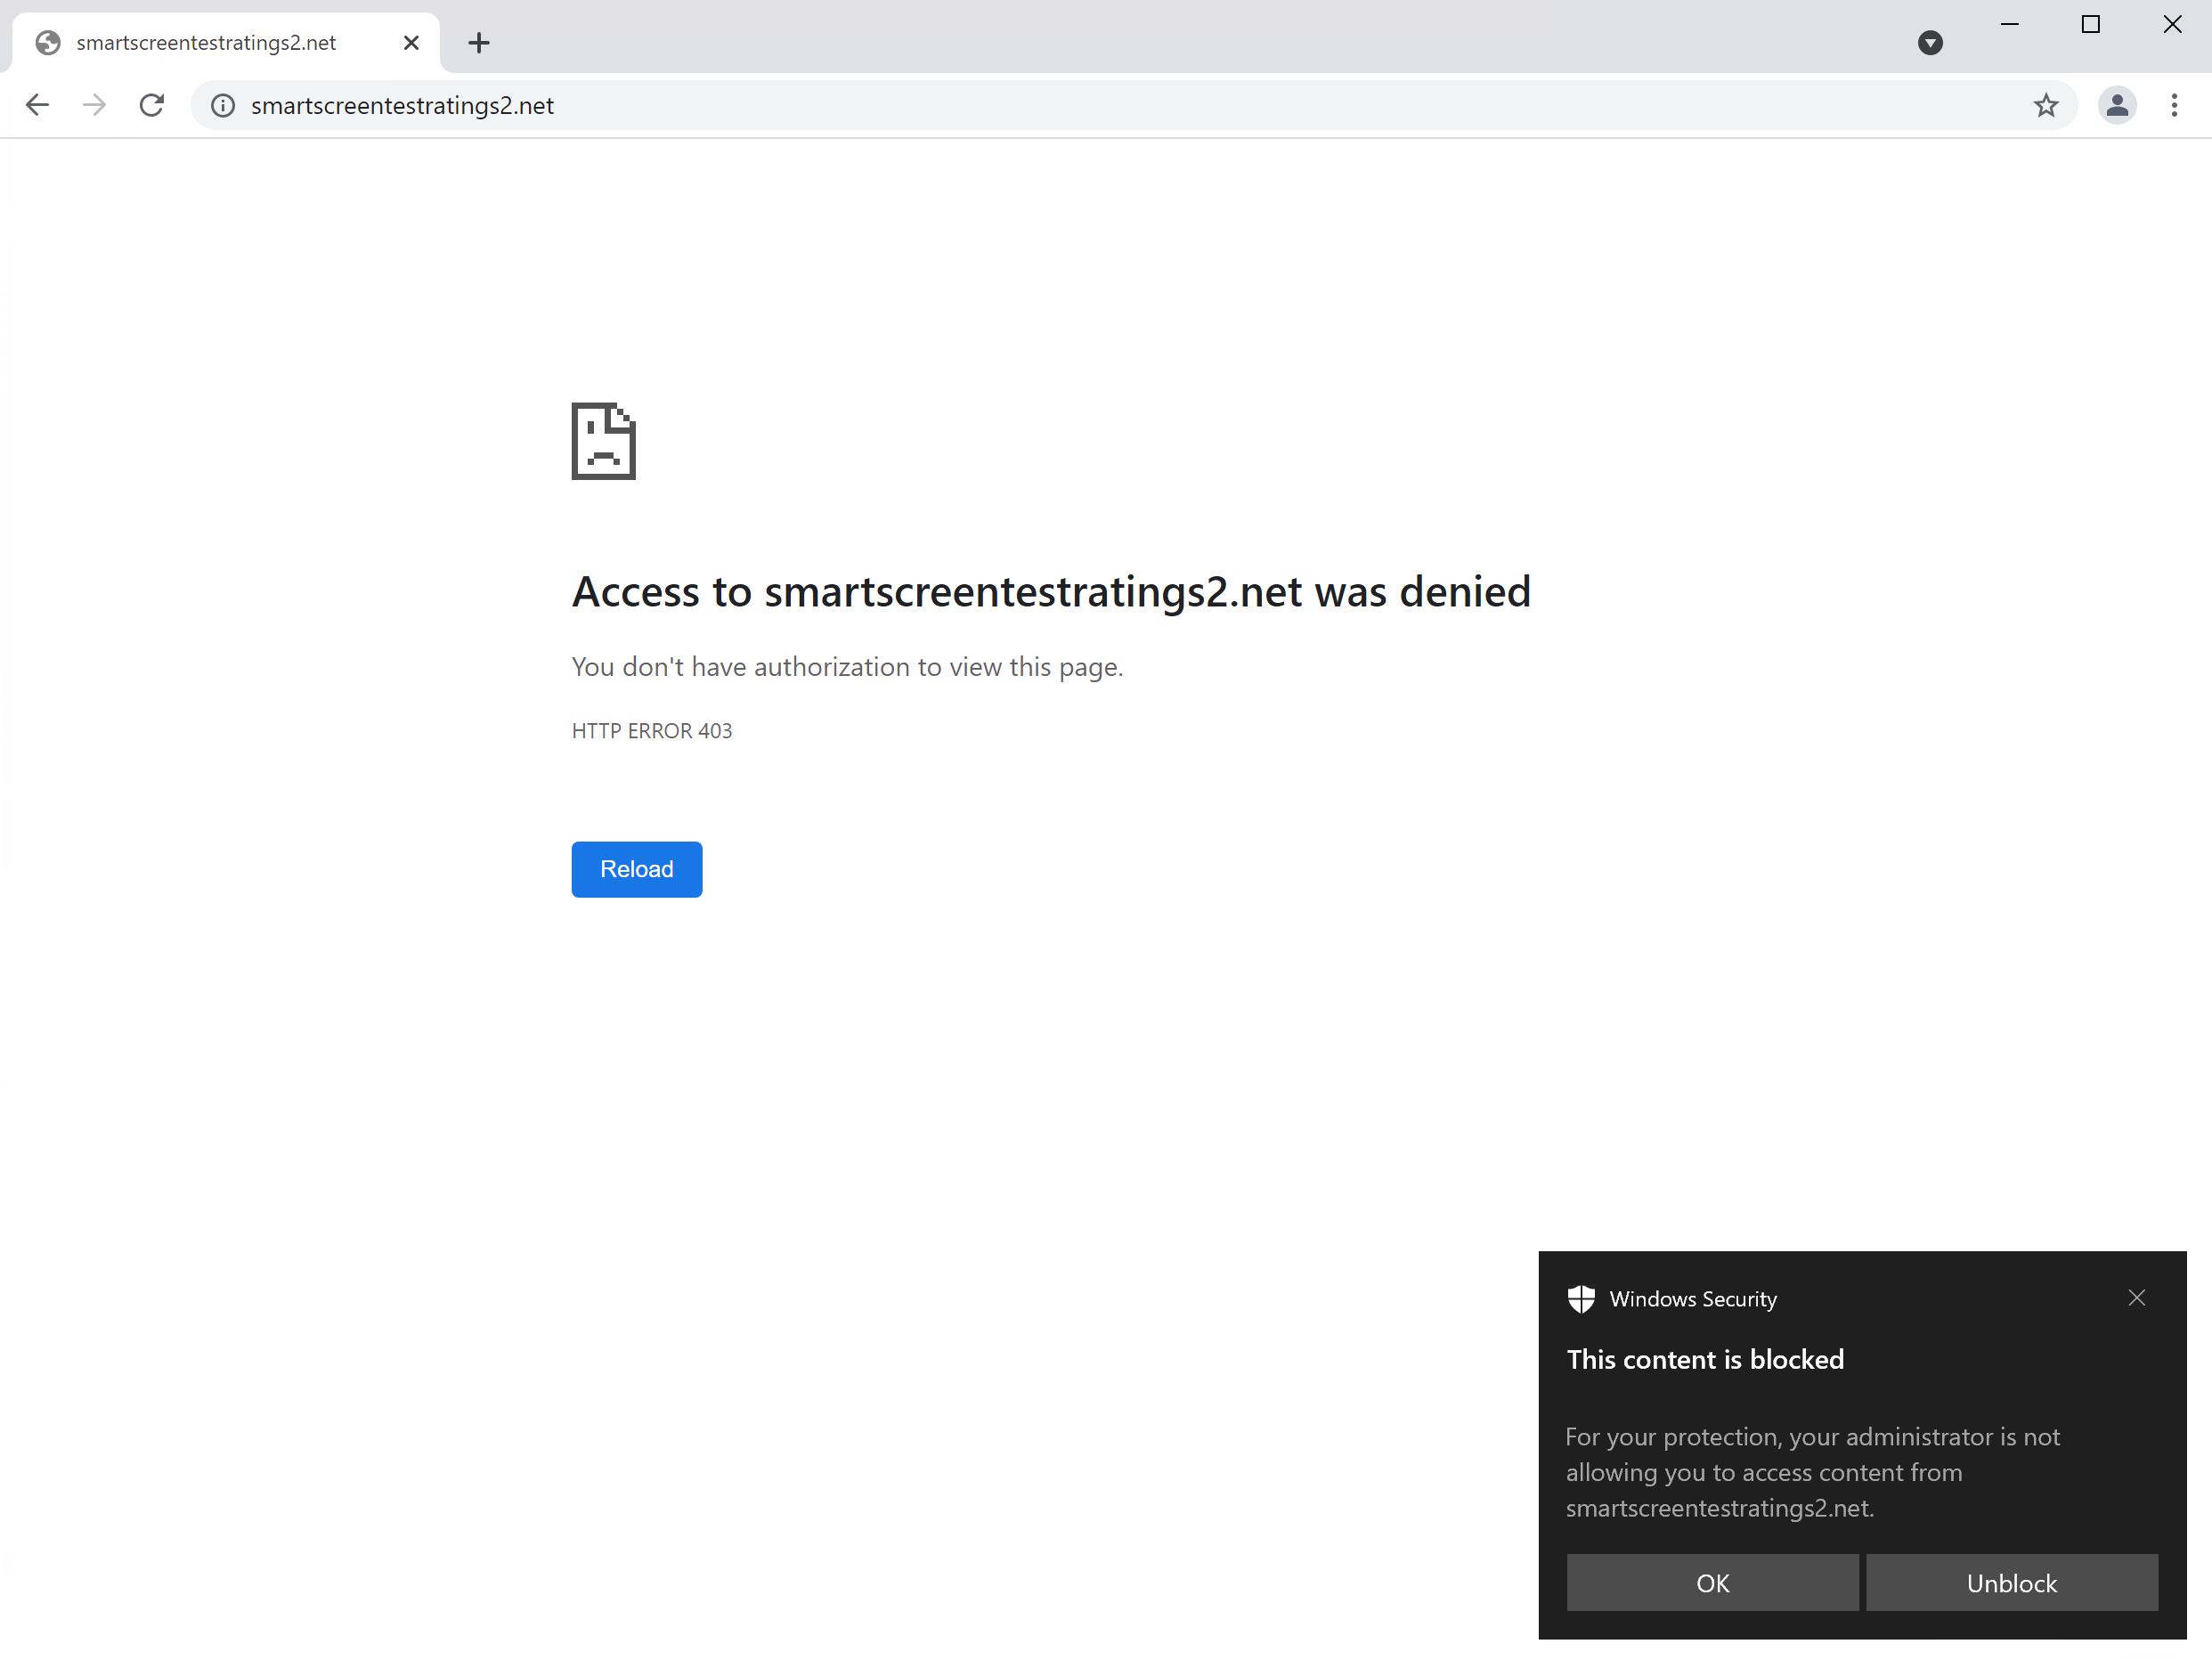 smartscreentestratings2.net
smartscreentestratings2.net
Access to smartscreentestratings2.net was denied
You don't have authorization to view this page.
HTTP ERROR 403
Reload
Windows Security
This content is blocked
For your protection, your administrator is not
allowing you to access content from
smartscreentestratings2.net.
OK
Unblock